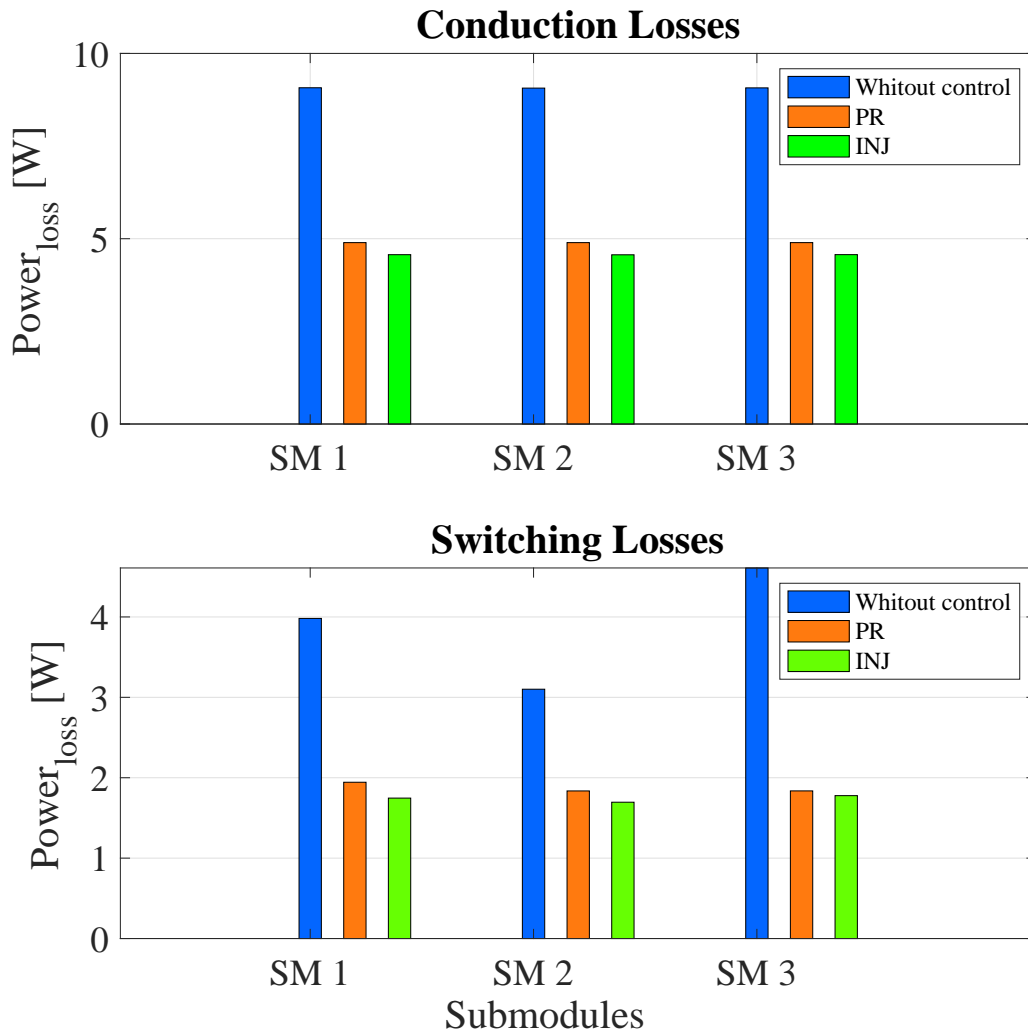 Conduction Losses
10
5
0
Power_loss [W]
Whitout control
PR
INJ
SM 1
SM 2
SM 3
Switching Losses
4
3
2
1
0
Power_loss [W]
Whitout control
PR
INJ
SM 1
SM 2
SM 3
Submodules